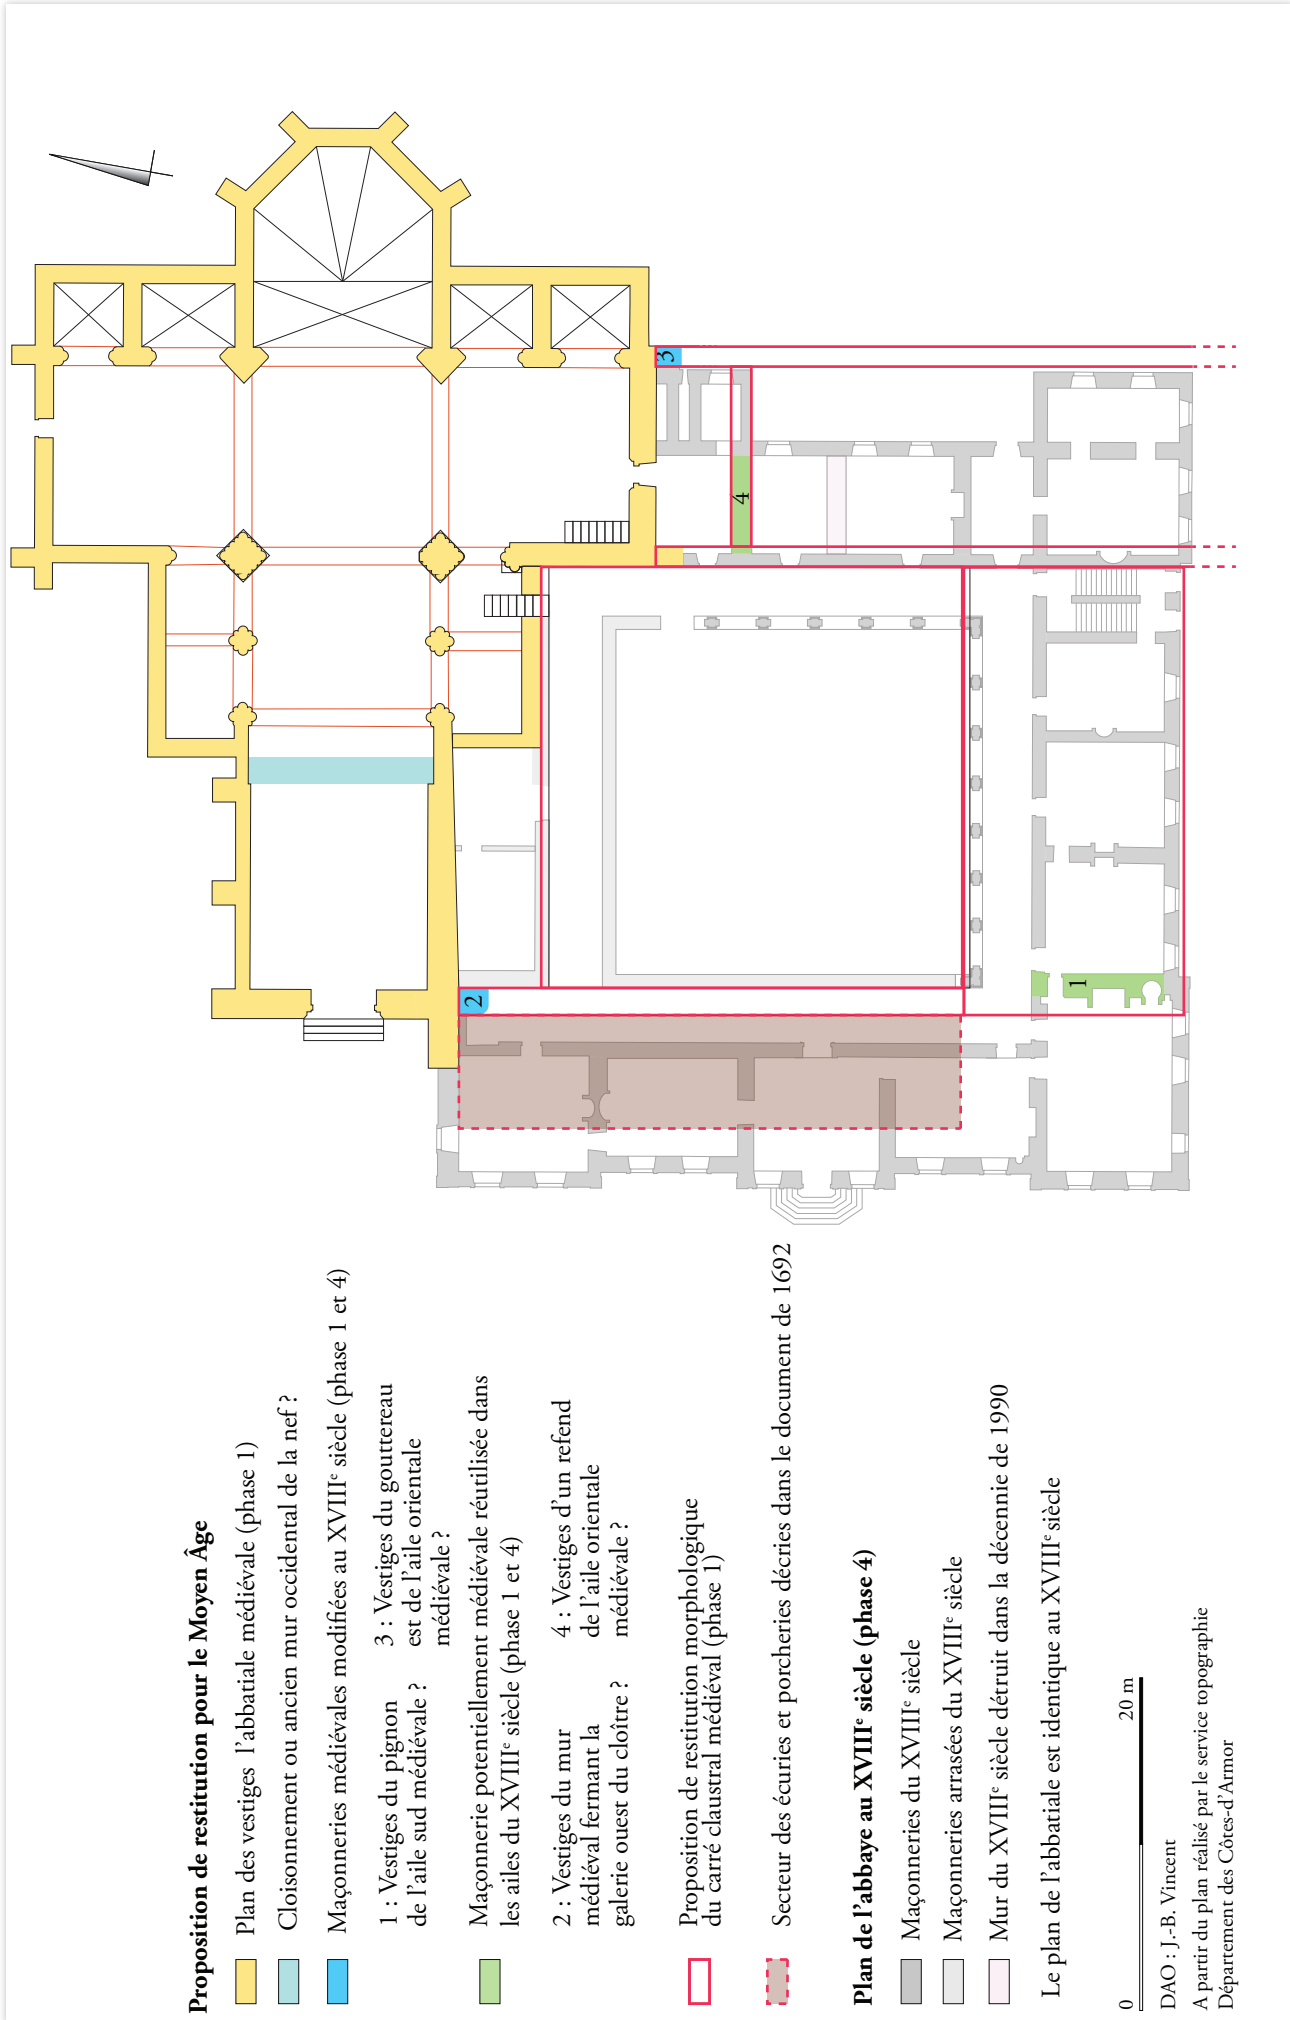 Proposition de restitution pour le Moyen Âge
Plan des vestiges l'abbatiale médiévale (phase 1)
Cloisonnement ou ancien mur occidental de la nef ?
Maçonneries médiévales modifiées au XVIIIe siècle (phase 1 et 4)
1 : Vestiges du pignon
de l'aile sud médiévale ?
3 : Vestiges du gouttereau
est de l'aile orientale
médiévale ?
Maçonnerie potentiellement médiévale réutilisée dans
les ailes du XVIIIe siècle (phase 1 et 4)
2 : Vestiges du mur
médiéval fermant la
galerie ouest du cloître ?
4 : Vestiges d'un refend
de l'aile orientale
médiévale ?
Proposition de restitution morphologique
du carré claustral médiéval (phase 1)
Secteur des écuries et porcheries décries dans le document de 1692
Plan de l'abbaye au XVIIIe siècle (phase 4)
Maçonneries du XVIIIe siècle
Maçonneries arrasées du XVIIIe siècle
Mur du XVIIIe siècle détruit dans la décennie de 1990
Le plan de l'abbatiale est identique au XVIIIe siècle
0
20 m
DAO : J.-B. Vincent
A partir du plan réalisé par le service topographie
Département des Côtes-d'Armor
2
1
4
3